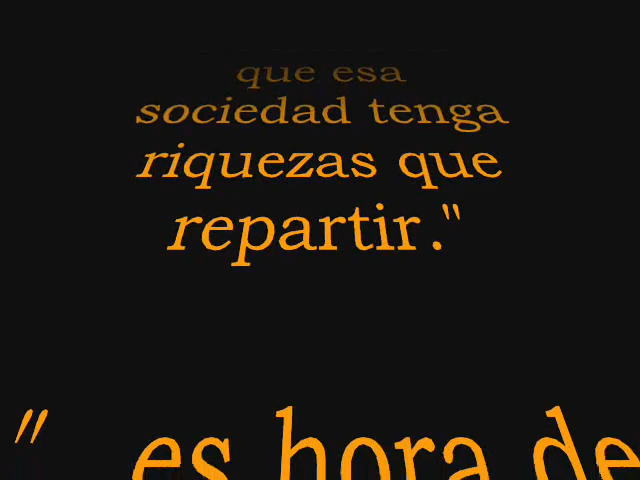 que esa
sociedad tenga
riquezas que
repartir."
" es hora de